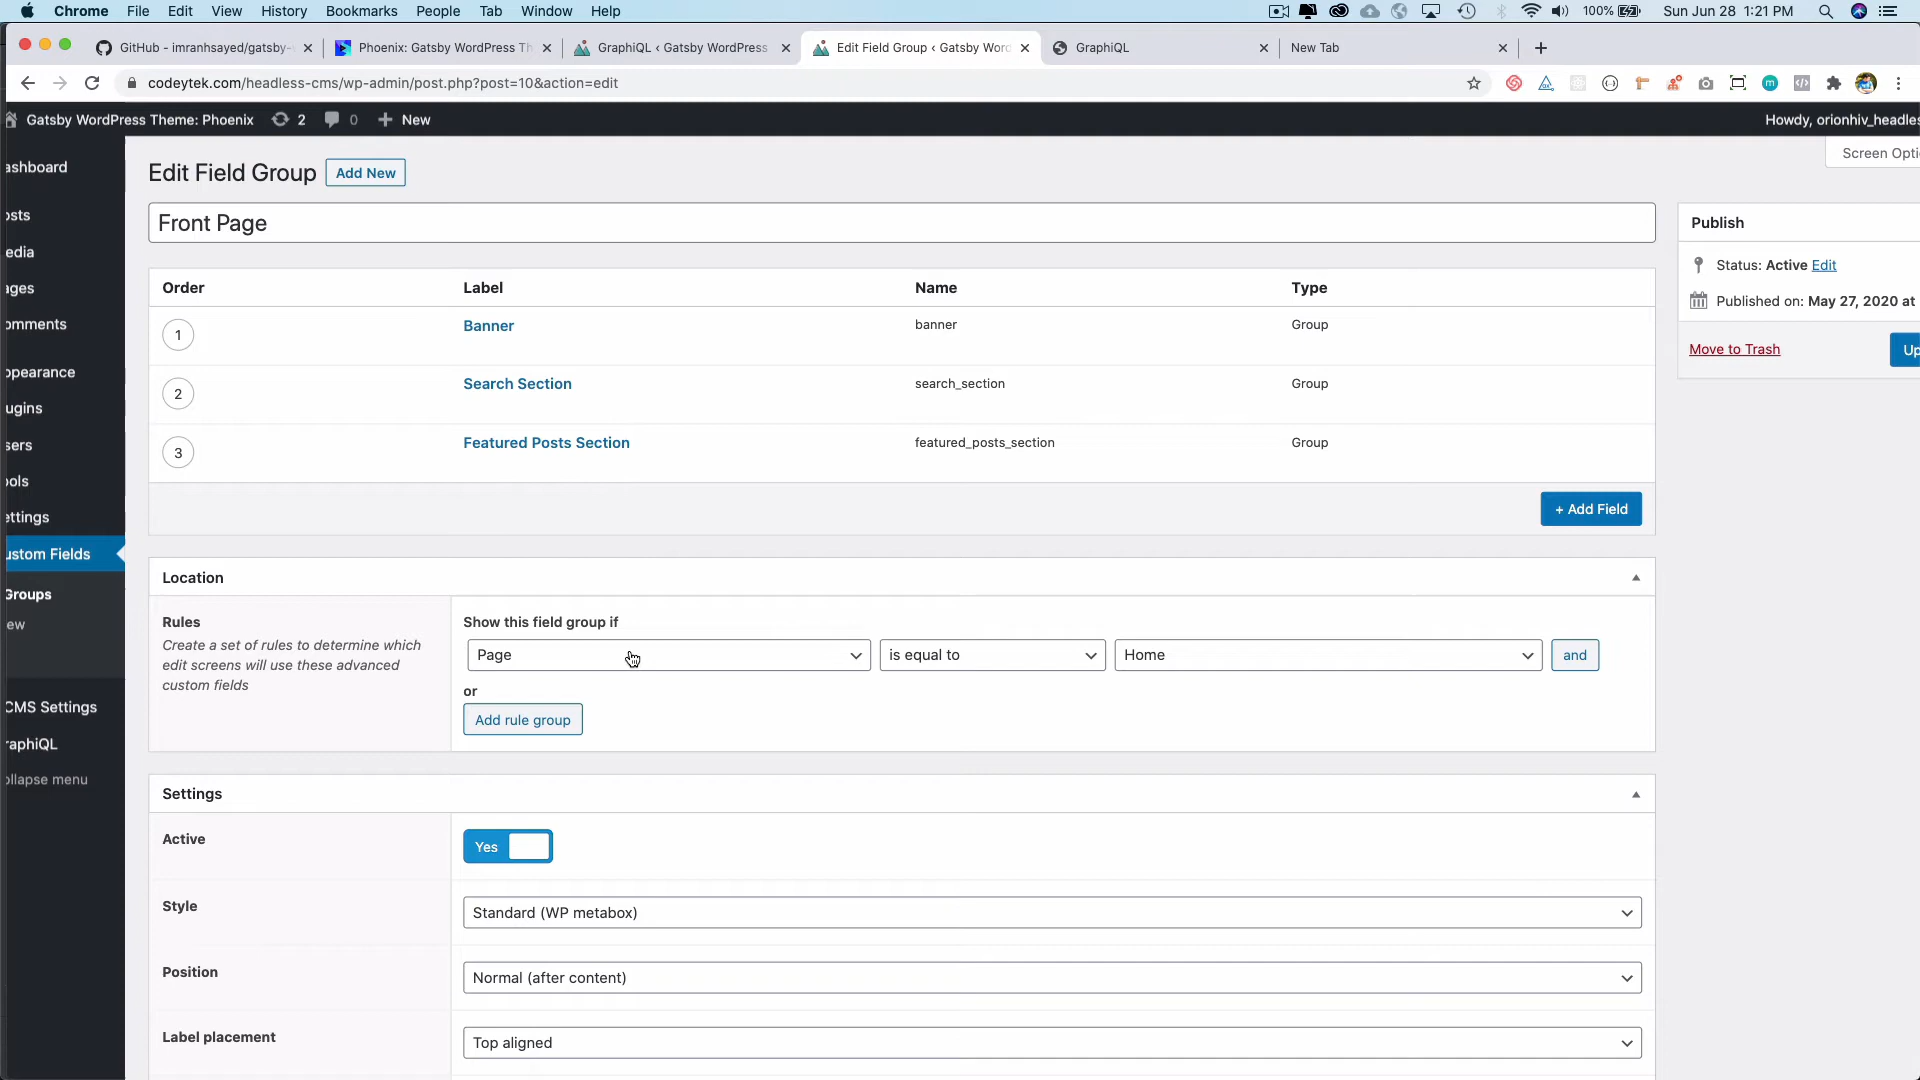 Chrome File Edit View History Bookmarks People Tab Window Help 100% Sun Jun 28 1:21 PM
GitHub - imranhsayed/gatsby- Phoenix: Gatsby WordPress Th GraphiQL ‹ Gatsby WordPress Edit Field Group ‹ Gatsby Word GraphiQL New Tab
codeytek.com/headless-cms/wp-admin/post.php?post=10&action=edit
Gatsby WordPress Theme: Phoenix 2 0 New Howdy, orionhiv_headles
ashboard
osts
edia
ages
omments
ppearance
ugins
sers
ools
ettings
ustom Fields
Groups
ew
CMS Settings
raphiQL
ollapse menu
Screen Opti
Edit Field Group Add New
Front Page
Order Label Name Type
1 Banner banner Group
2 Search Section search_section Group
3 Featured Posts Section featured_posts_section Group
+ Add Field
Publish
Status: Active Edit
Published on: May 27, 2020 at
Move to Trash Up
Location
Rules
Create a set of rules to determine which
edit screens will use these advanced
custom fields
Show this field group if
Page is equal to Home and
or
Add rule group
Settings
Active Yes
Style Standard (WP metabox)
Position Normal (after content)
Label placement Top aligned